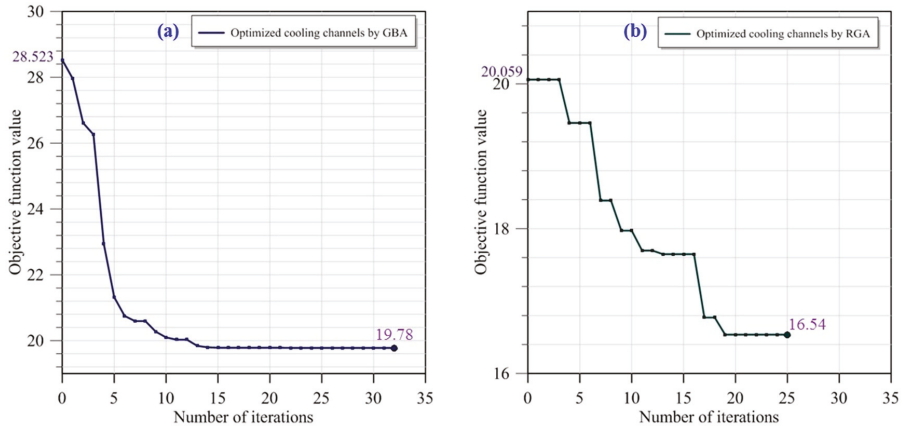 (a)
Optimized cooling channels by GBA
30
28.523
28
26
24
22
20
19.78
Objective function value
0 5 10 15 20 25 30 35
Number of iterations
(b)
Optimized cooling channels by RGA
20.059
20
18
16
16.54
Objective function value
0 5 10 15 20 25 30 35
Number of iterations